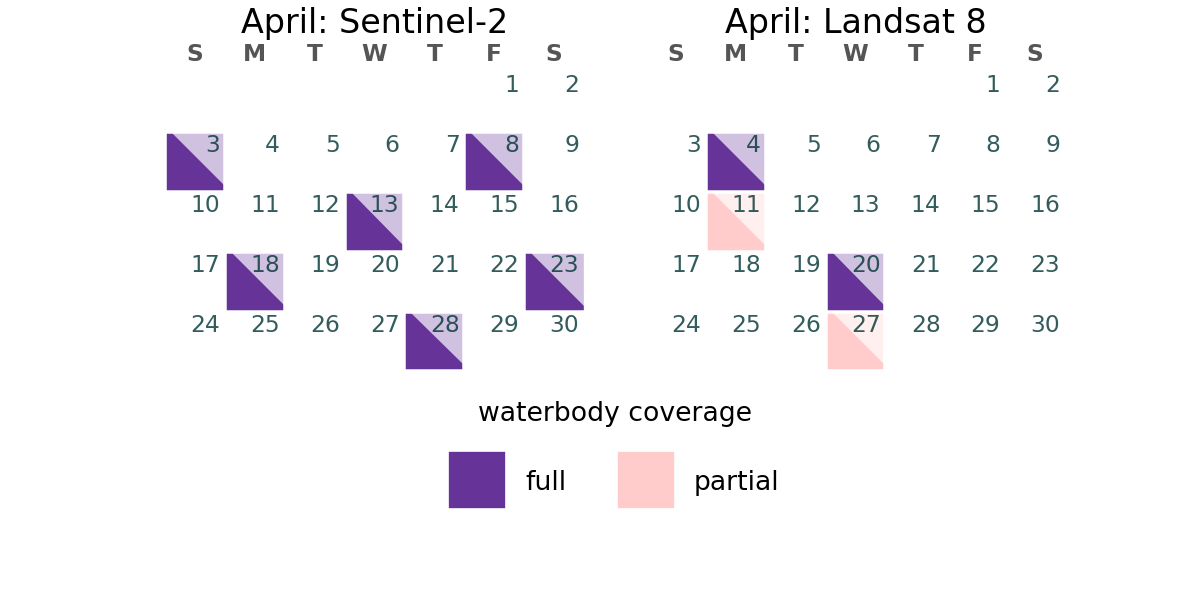 April: Sentinel-2
S M T W T F S
1 2
3 4 5 6 7 8 9
10 11 12 13 14 15 16
17 18 19 20 21 22 23
24 25 26 27 28 29 30
April: Landsat 8
S M T W T F S
1 2
3 4 5 6 7 8 9
10 11 12 13 14 15 16
17 18 19 20 21 22 23
24 25 26 27 28 29 30
waterbody coverage
full
partial